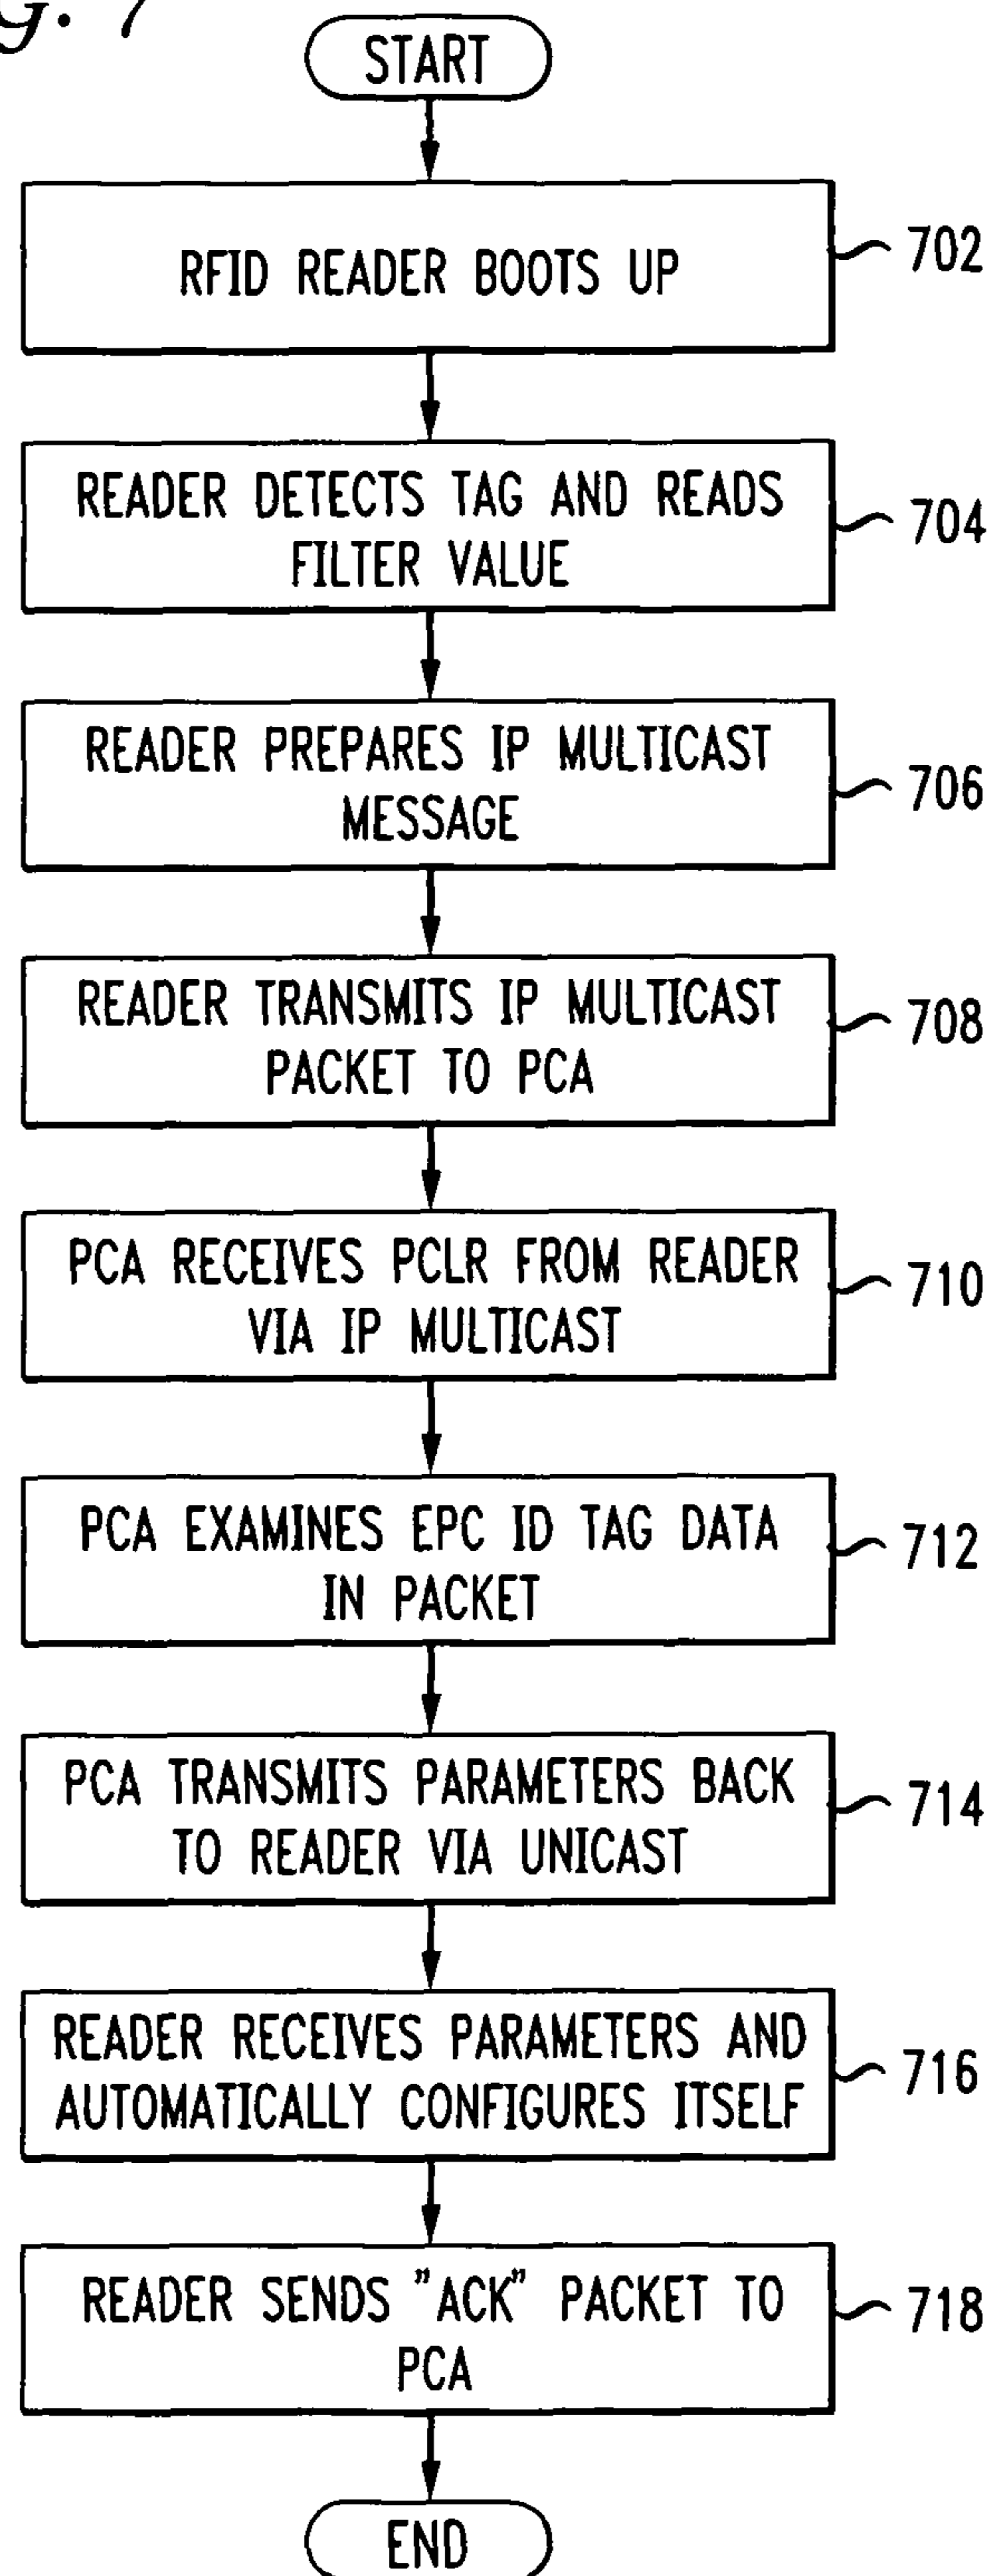 g. 7
START
RFID READER BOOTS UP
702
READER DETECTS TAG AND READS
FILTER VALUE
704
READER PREPARES IP MULTICAST
MESSAGE
706
READER TRANSMITS IP MULTICAST
PACKET TO PCA
708
PCA RECEIVES PCLR FROM READER
VIA IP MULTICAST
710
PCA EXAMINES EPC ID TAG DATA
IN PACKET
712
PCA TRANSMITS PARAMETERS BACK
TO READER VIA UNICAST
714
READER RECEIVES PARAMETERS AND
AUTOMATICALLY CONFIGURES ITSELF
716
READER SENDS "ACK" PACKET TO
PCA
718
END